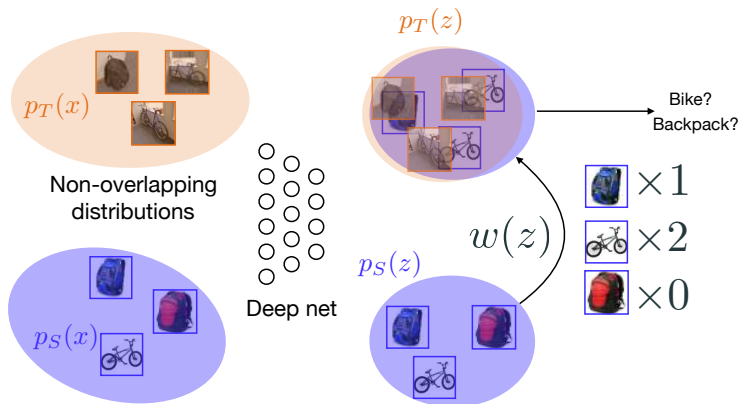 p_T(x)
Non-overlapping
distributions
p_S(x)
Deep net
p_T(z)
p_S(z)
w(z)
Bike?
Backpack?
×1
×2
×0